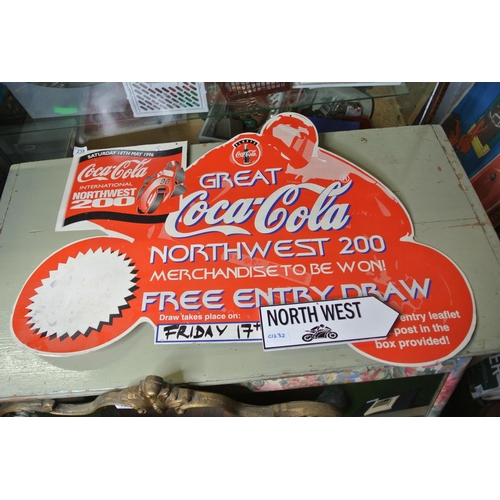 SATURDAY 18TH MAY 1996
Coca-Cola
INTERNATIONAL
NORTHWEST
200
Coca-Cola
GREAT
Coca-Cola
NORTHWEST 200
MERCHANDISE TO BE WON!
FREE ENTRY DRAW
Draw takes place on:
FRIDAY 17th
NORTH WEST
entry leaflet
post in the
box provided!